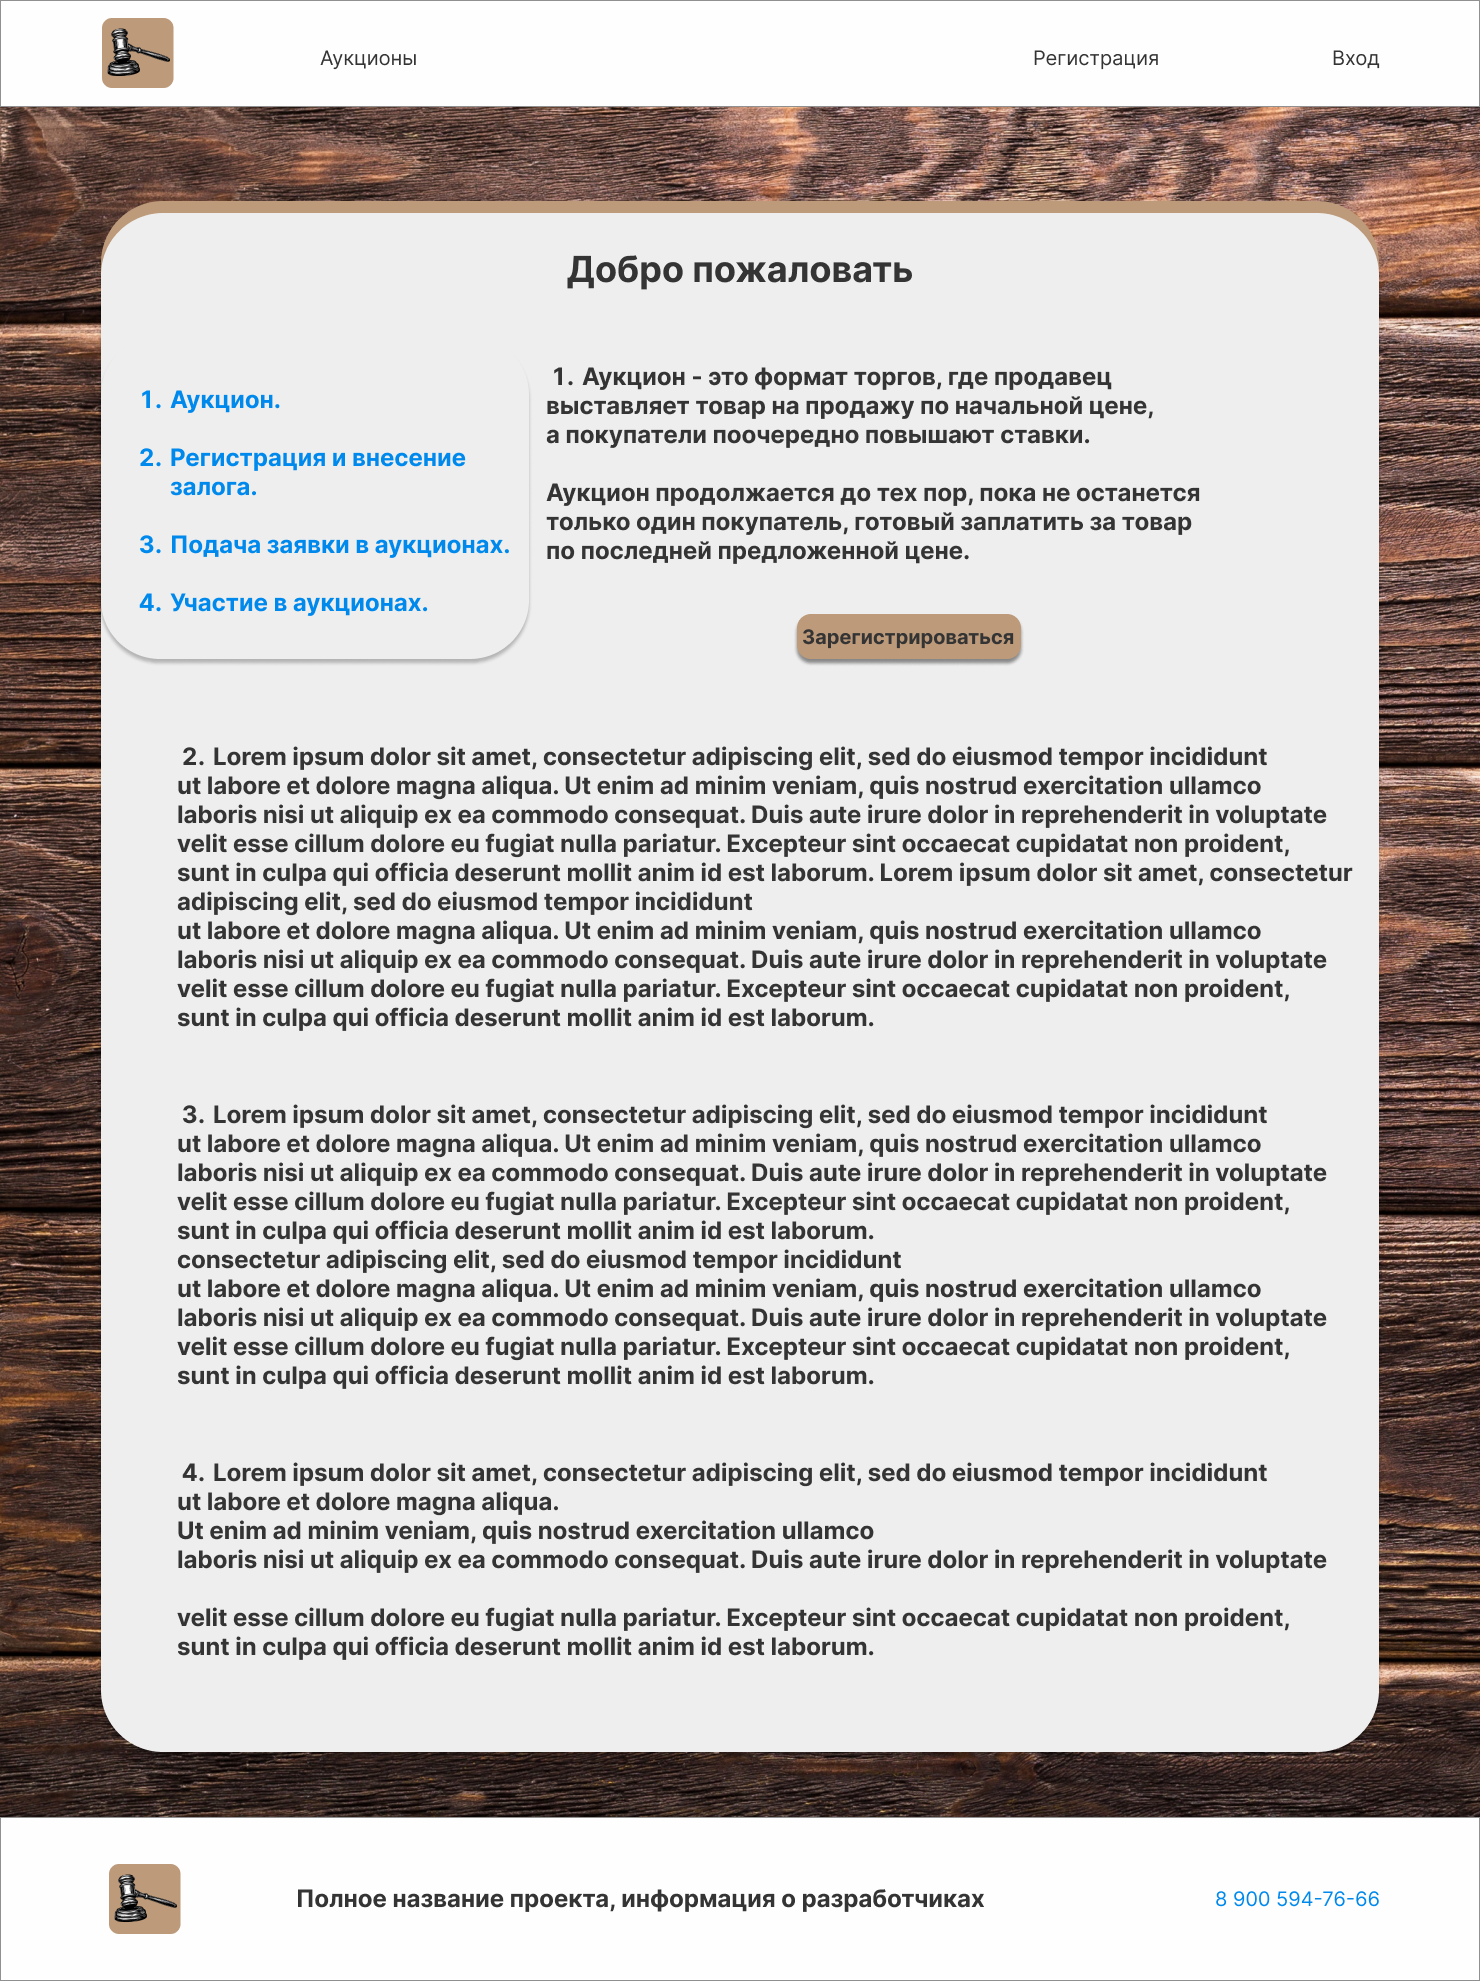 Аукционы
Регистрация
Вход
Добро пожаловать
1. Аукцион.
2. Регистрация и внесение
залога.
3. Подача заявки в аукционах.
4. Участие в аукционах.
1. Аукцион - это формат торгов, где продавец
выставляет товар на продажу по начальной цене,
а покупатели поочередно повышают ставки.
Аукцион продолжается до тех пор, пока не останется
только один покупатель, готовый заплатить за товар
по последней предложенной цене.
Зарегистрироваться
2. Lorem ipsum dolor sit amet, consectetur adipiscing elit, sed do eiusmod tempor incididunt
ut labore et dolore magna aliqua. Ut enim ad minim veniam, quis nostrud exercitation ullamco
laboris nisi ut aliquip ex ea commodo consequat. Duis aute irure dolor in reprehenderit in voluptate
velit esse cillum dolore eu fugiat nulla pariatur. Excepteur sint occaecat cupidatat non proident,
sunt in culpa qui officia deserunt mollit anim id est laborum. Lorem ipsum dolor sit amet, consectetur
adipiscing elit, sed do eiusmod tempor incididunt
ut labore et dolore magna aliqua. Ut enim ad minim veniam, quis nostrud exercitation ullamco
laboris nisi ut aliquip ex ea commodo consequat. Duis aute irure dolor in reprehenderit in voluptate
velit esse cillum dolore eu fugiat nulla pariatur. Excepteur sint occaecat cupidatat non proident,
sunt in culpa qui officia deserunt mollit anim id est laborum.
3. Lorem ipsum dolor sit amet, consectetur adipiscing elit, sed do eiusmod tempor incididunt
ut labore et dolore magna aliqua. Ut enim ad minim veniam, quis nostrud exercitation ullamco
laboris nisi ut aliquip ex ea commodo consequat. Duis aute irure dolor in reprehenderit in voluptate
velit esse cillum dolore eu fugiat nulla pariatur. Excepteur sint occaecat cupidatat non proident,
sunt in culpa qui officia deserunt mollit anim id est laborum.
consectetur adipiscing elit, sed do eiusmod tempor incididunt
ut labore et dolore magna aliqua. Ut enim ad minim veniam, quis nostrud exercitation ullamco
laboris nisi ut aliquip ex ea commodo consequat. Duis aute irure dolor in reprehenderit in voluptate
velit esse cillum dolore eu fugiat nulla pariatur. Excepteur sint occaecat cupidatat non proident,
sunt in culpa qui officia deserunt mollit anim id est laborum.
4. Lorem ipsum dolor sit amet, consectetur adipiscing elit, sed do eiusmod tempor incididunt
ut labore et dolore magna aliqua.
Ut enim ad minim veniam, quis nostrud exercitation ullamco
laboris nisi ut aliquip ex ea commodo consequat. Duis aute irure dolor in reprehenderit in voluptate
velit esse cillum dolore eu fugiat nulla pariatur. Excepteur sint occaecat cupidatat non proident,
sunt in culpa qui officia deserunt mollit anim id est laborum.
Полное название проекта, информация о разработчиках
8 900 594-76-66